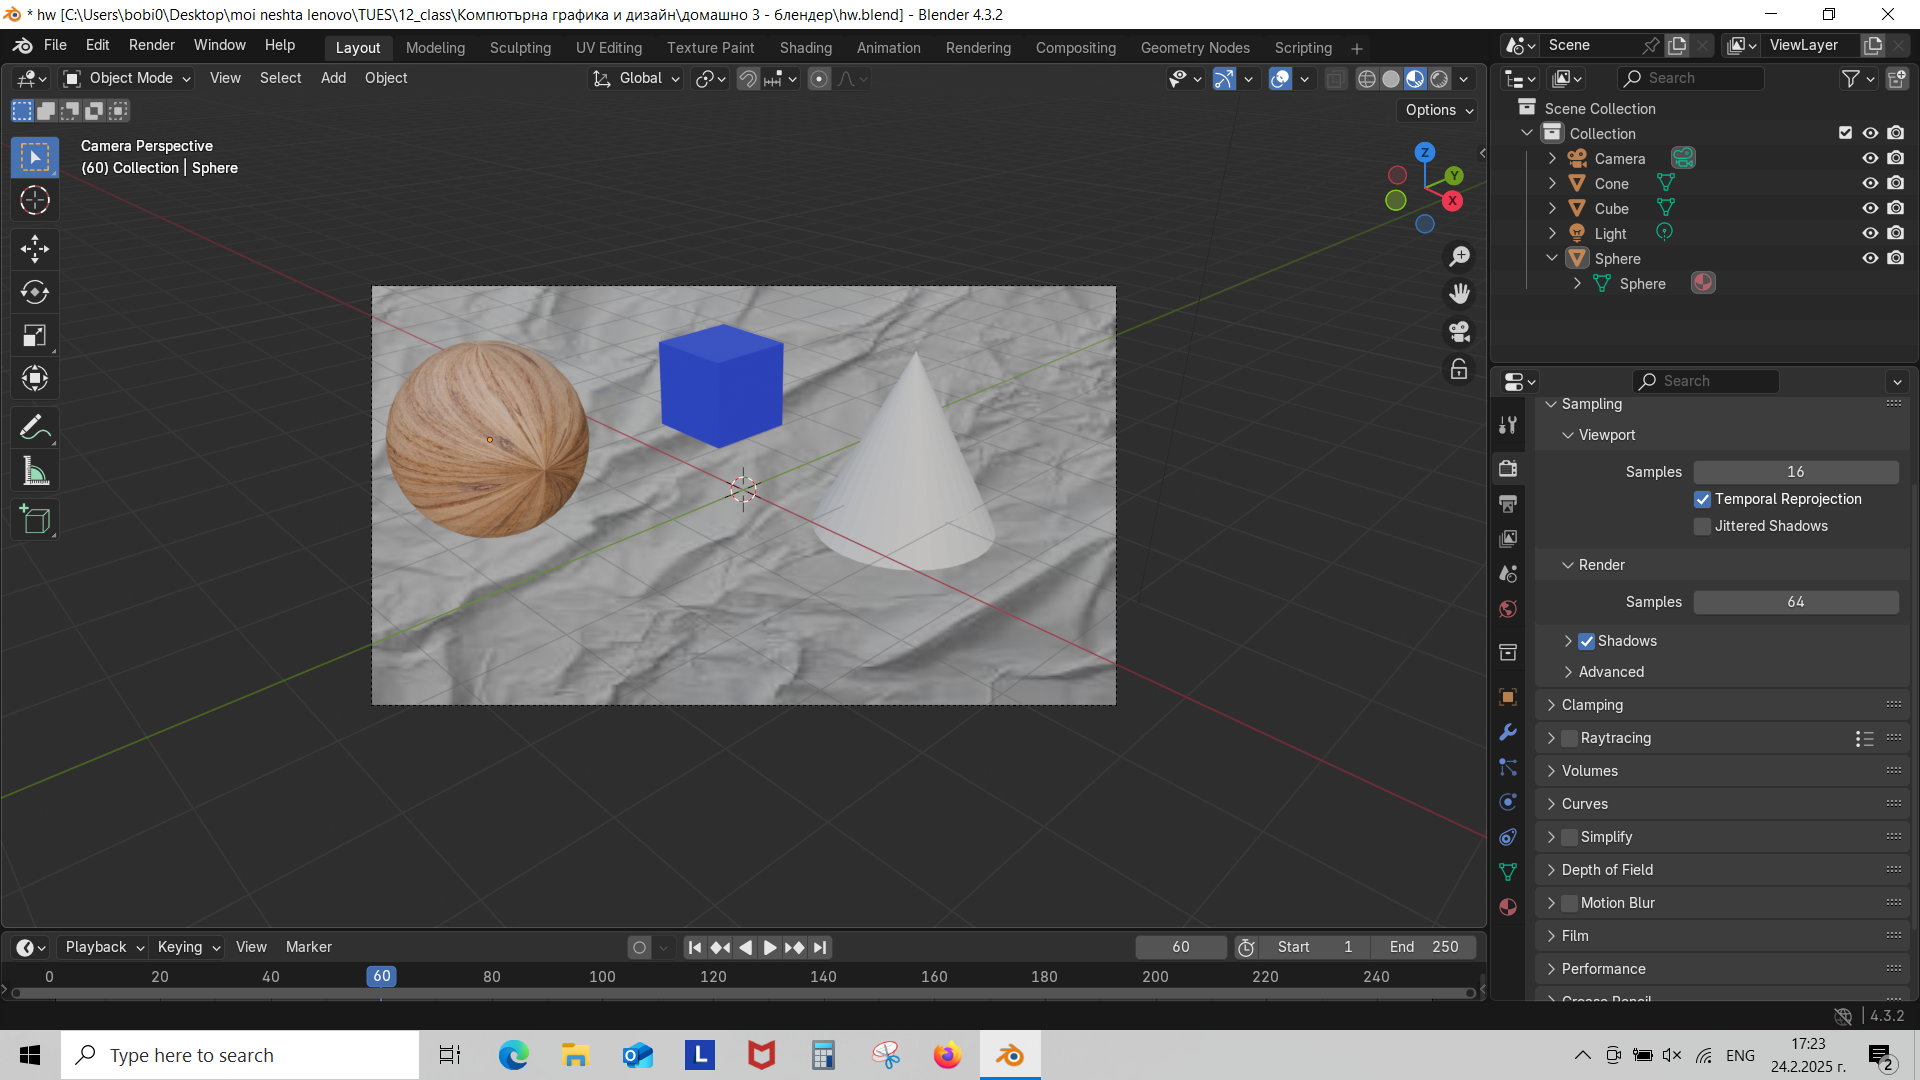 * hw [C:\Users\bobi0\Desktop\moi neshta lenovo\TUES\12_class\Компютърна графика и дизайн\домашно 3 - блендер\hw.blend] - Blender 4.3.2
File Edit Render Window Help Layout Modeling Sculpting UV Editing Texture Paint Shading Animation Rendering Compositing Geometry Nodes Scripting + Scene ViewLayer
Object Mode View Select Add Object Global
Options
Camera Perspective
(60) Collection | Sphere
Z
Y
X
Search
Scene Collection
Collection
Camera
Cone
Cube
Light
Sphere
Sphere
Search
Sampling
Viewport
Samples 16
Temporal Reprojection
Jittered Shadows
Render
Samples 64
Shadows
Advanced
Clamping
Raytracing
Volumes
Curves
Simplify
Depth of Field
Motion Blur
Film
Performance
Grease Pencil
Playback Keying View Marker 60 Start 1 End 250
0 20 40 60 80 100 120 140 160 180 200 220 240
4.3.2
Type here to search
L
ENG
17:23
24.2.2025 г.
2